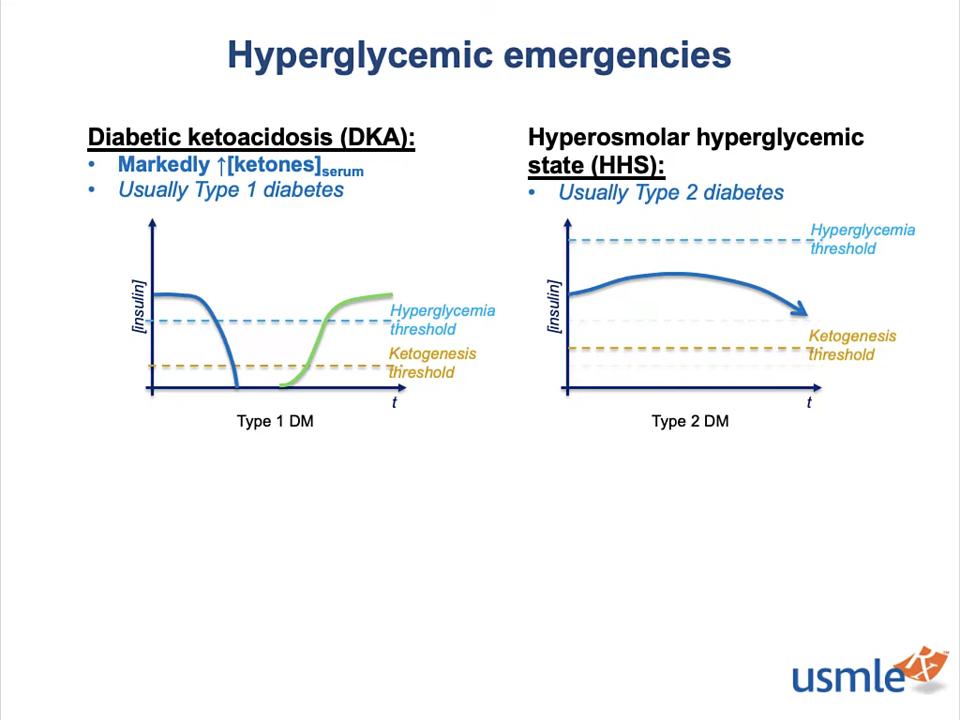 Hyperglycemic emergencies
Diabetic ketoacidosis (DKA):
• Markedly ↑[ketones]serum
• Usually Type 1 diabetes
Hyperosmolar hyperglycemic
state (HHS):
• Usually Type 2 diabetes
[insulin]
Hyperglycemia
threshold
Ketogenesis
threshold
t
Type 1 DM
[insulin]
Hyperglycemia
threshold
Ketogenesis
threshold
t
Type 2 DM
usmle Rx™